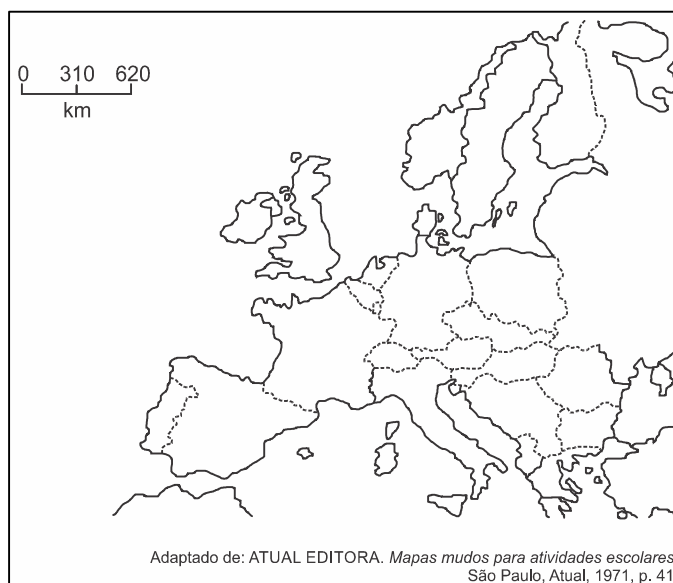 0 310 620
km
Adaptado de: ATUAL EDITORA. Mapas mudos para atividades escolares
São Paulo, Atual, 1971, p. 41